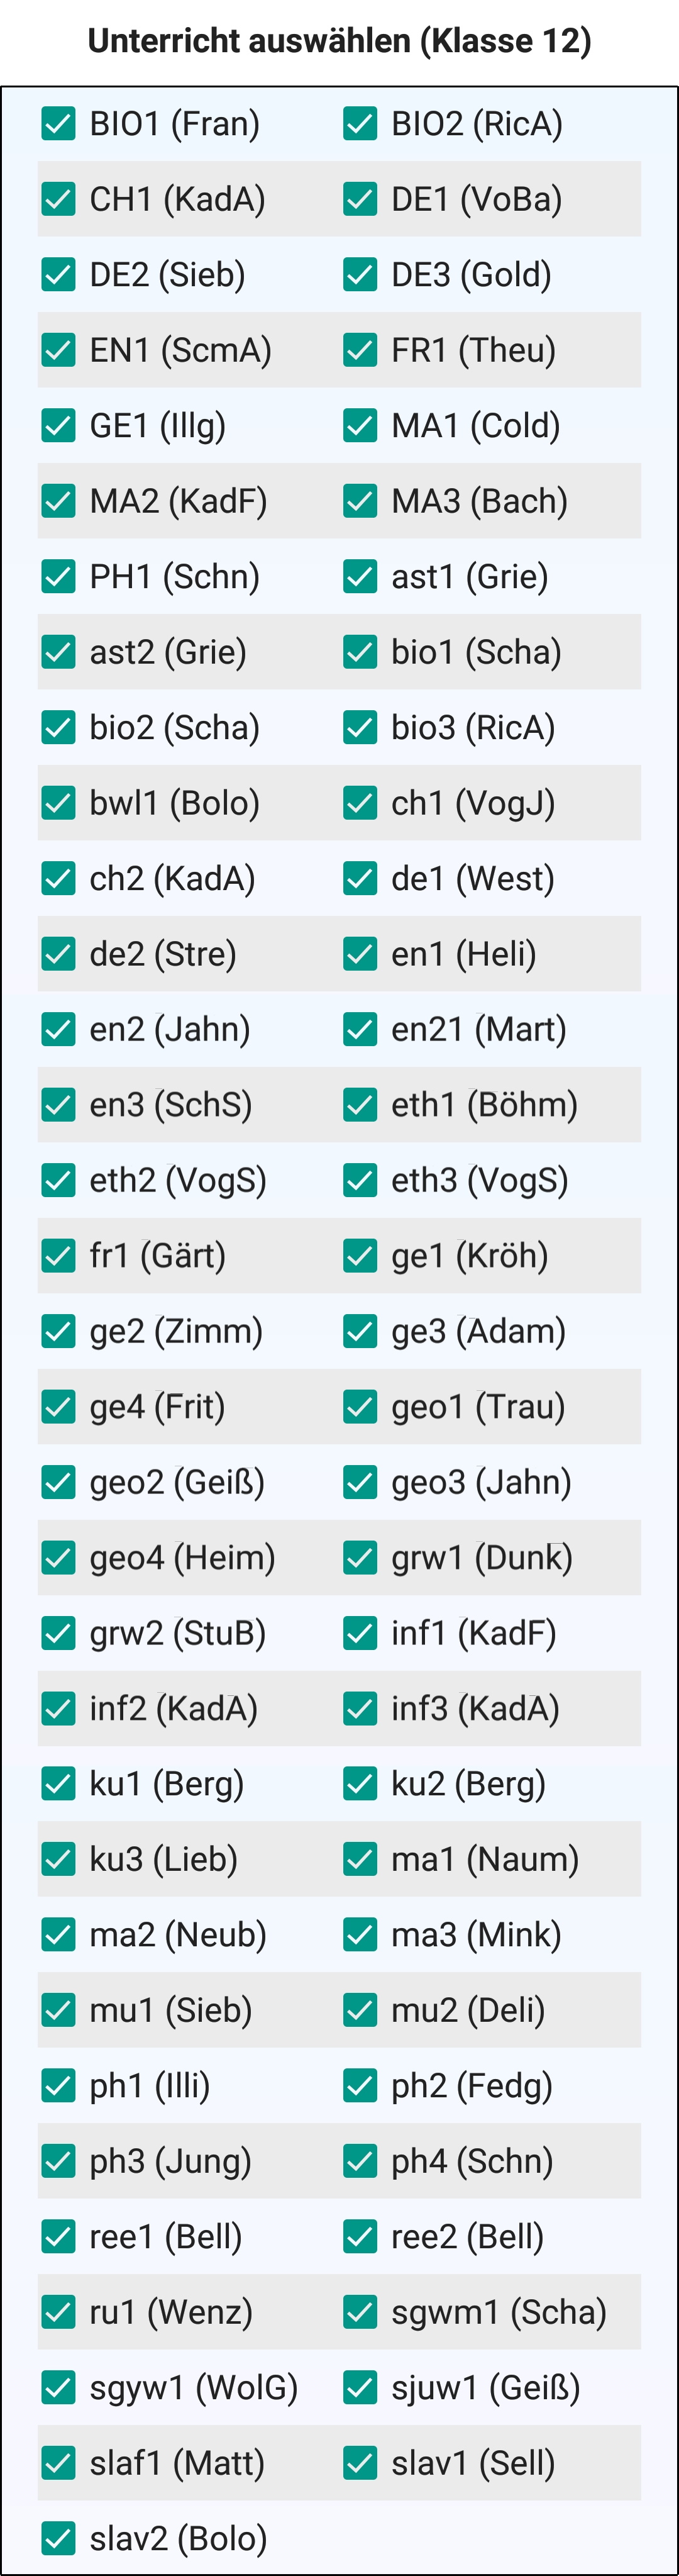 Unterricht auswählen (Klasse 12)
BIO1 (Fran) BIO2 (RicA)
CH1 (KadA) DE1 (VoBa)
DE2 (Sieb) DE3 (Gold)
EN1 (ScmA) FR1 (Theu)
GE1 (Illg) MA1 (Cold)
MA2 (KadF) MA3 (Bach)
PH1 (Schn) ast1 (Grie)
ast2 (Grie) bio1 (Scha)
bio2 (Scha) bio3 (RicA)
bwl1 (Bolo) ch1 (VogJ)
ch2 (KadA) de1 (West)
de2 (Stre) en1 (Heli)
en2 (Jahn) en21 (Mart)
en3 (SchS) eth1 (Böhm)
eth2 (VogS) eth3 (VogS)
fr1 (Gärt) ge1 (Kröh)
ge2 (Zimm) ge3 (Adam)
ge4 (Frit) geo1 (Trau)
geo2 (Geiß) geo3 (Jahn)
geo4 (Heim) grw1 (Dunk)
grw2 (StuB) inf1 (KadF)
inf2 (KadA) inf3 (KadA)
ku1 (Berg) ku2 (Berg)
ku3 (Lieb) ma1 (Naum)
ma2 (Neub) ma3 (Mink)
mu1 (Sieb) mu2 (Deli)
ph1 (Illi) ph2 (Fedg)
ph3 (Jung) ph4 (Schn)
ree1 (Bell) ree2 (Bell)
ru1 (Wenz) sgwm1 (Scha)
sgyw1 (WolG) sjuw1 (Geiß)
slaf1 (Matt) slav1 (Sell)
slav2 (Bolo)